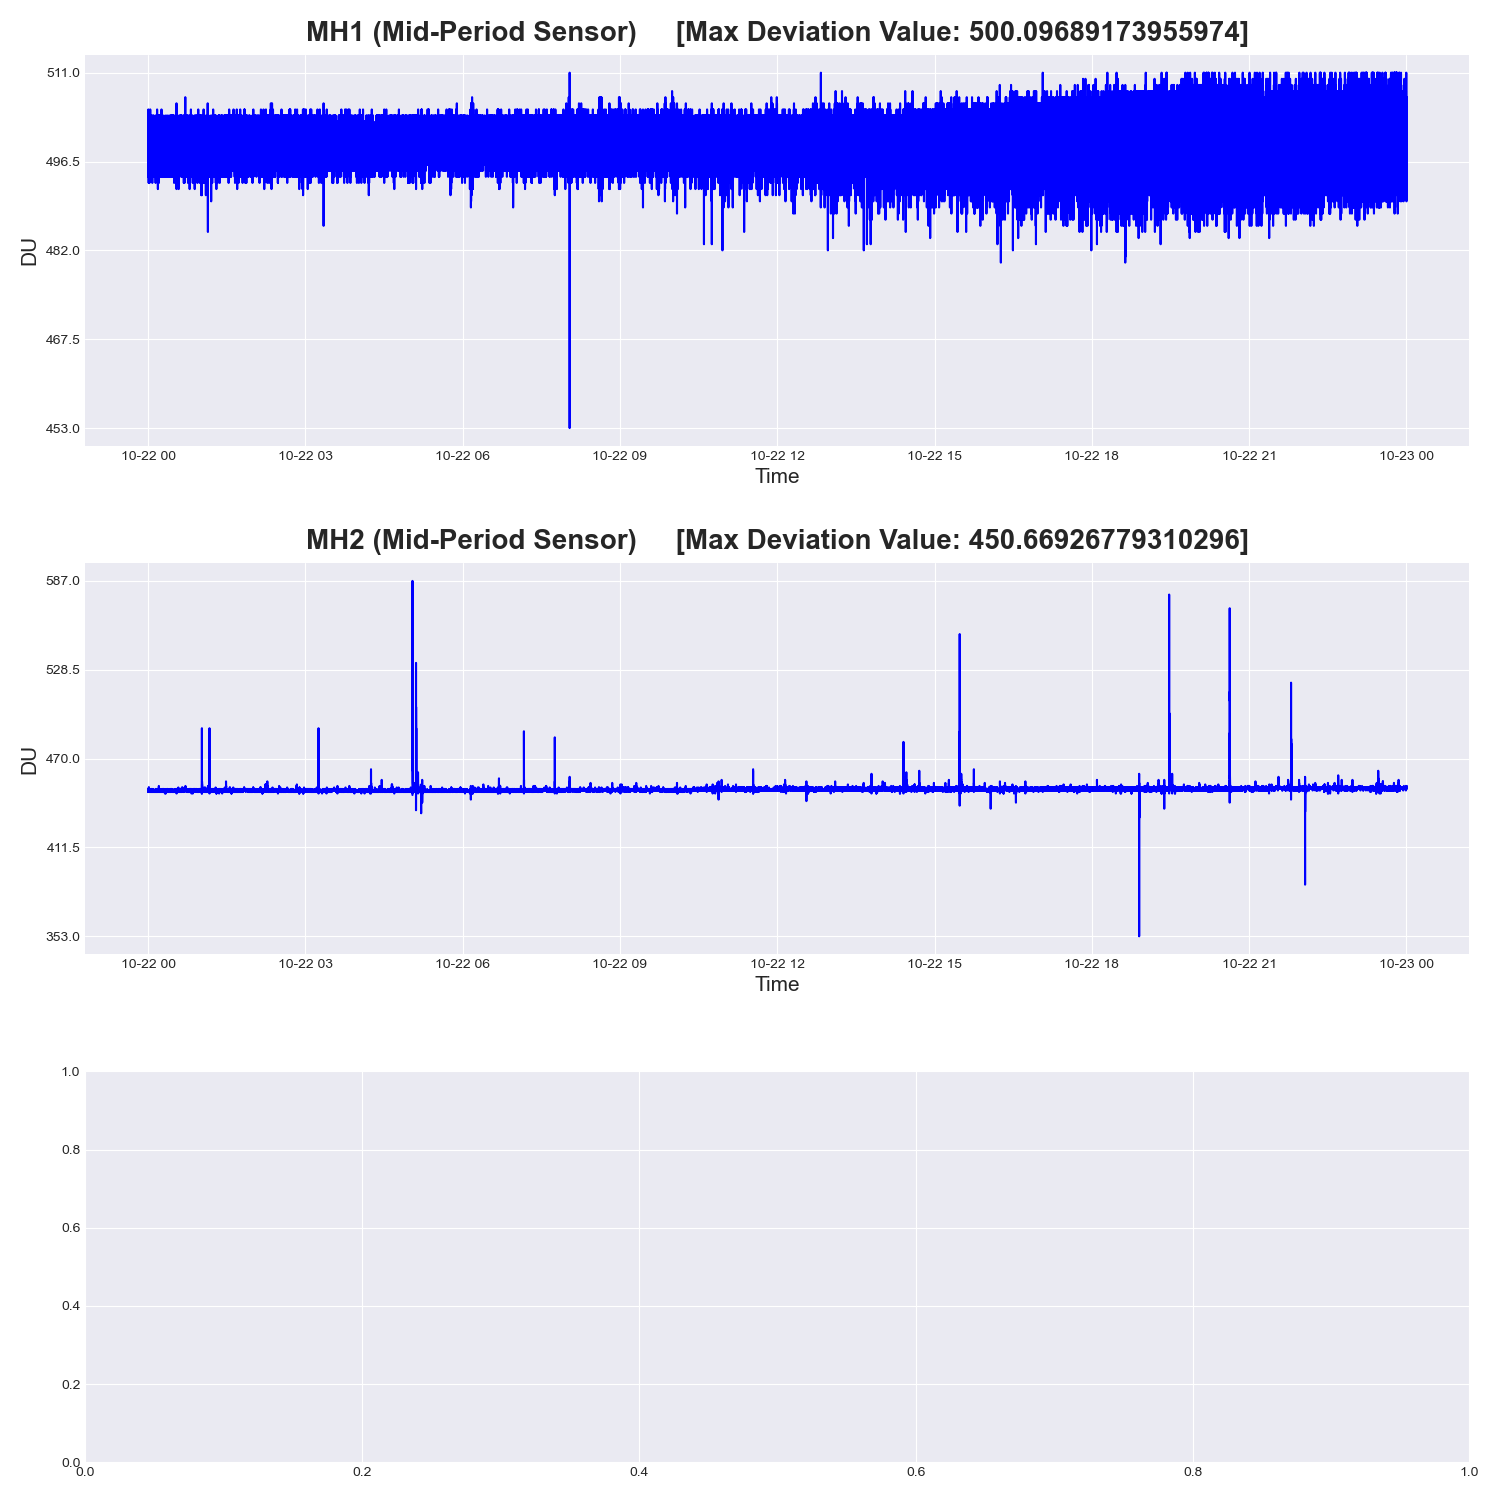 MH1 (Mid-Period Sensor) [Max Deviation Value: 500.09689173955974]
511.0
496.5
482.0
467.5
453.0
DU
10-22 00 10-22 03 10-22 06 10-22 09 10-22 12 10-22 15 10-22 18 10-22 21 10-23 00
Time
MH2 (Mid-Period Sensor) [Max Deviation Value: 450.66926779310296]
587.0
528.5
470.0
411.5
353.0
DU
10-22 00 10-22 03 10-22 06 10-22 09 10-22 12 10-22 15 10-22 18 10-22 21 10-23 00
Time
1.0
0.8
0.6
0.4
0.2
0.0
0.0 0.2 0.4 0.6 0.8 1.0